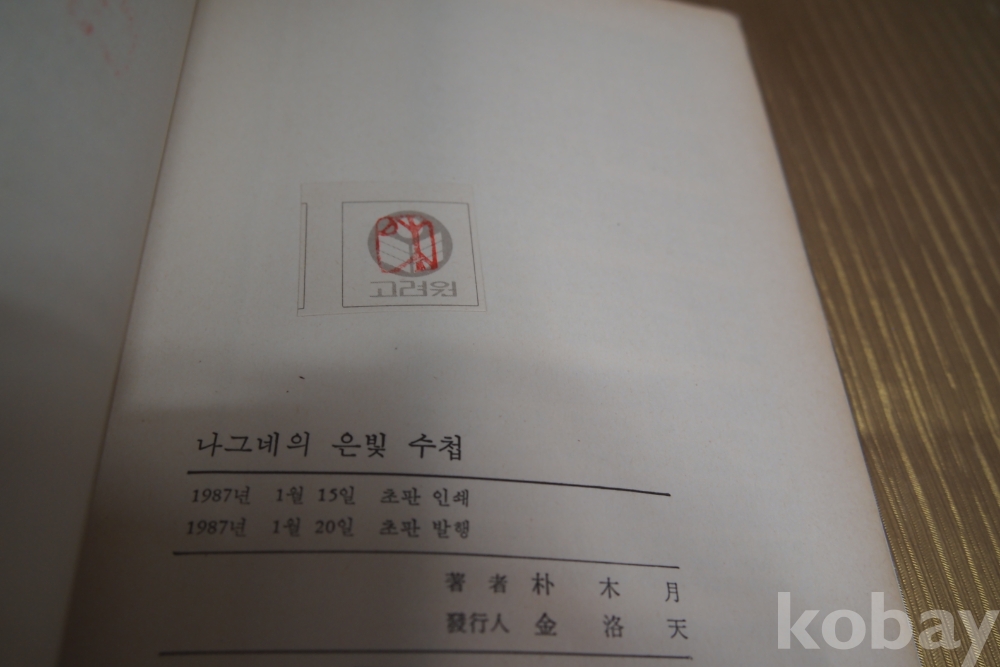 고려원
나그네의 은빛 수첩
1987년 1월 15일 초판 인쇄
1987년 1월 20일 초판 발행
著者 朴木月
發行人 金洛天
kobay